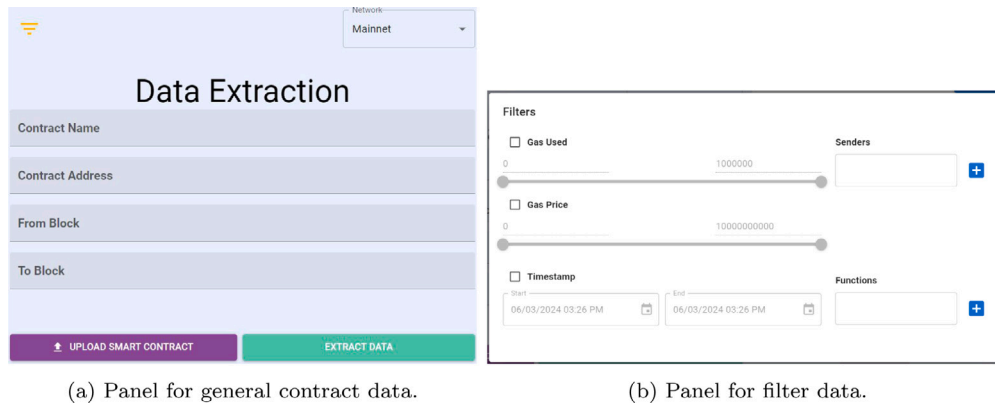 Network
Mainnet
Data Extraction
Contract Name
Contract Address
From Block
To Block
UPLOAD SMART CONTRACT
EXTRACT DATA
(a) Panel for general contract data.
Filters
Gas Used
Senders
0
1000000
Gas Price
0
10000000000
Timestamp
Functions
Start
End
06/03/2024 03:26 PM
06/03/2024 03:26 PM
(b) Panel for filter data.